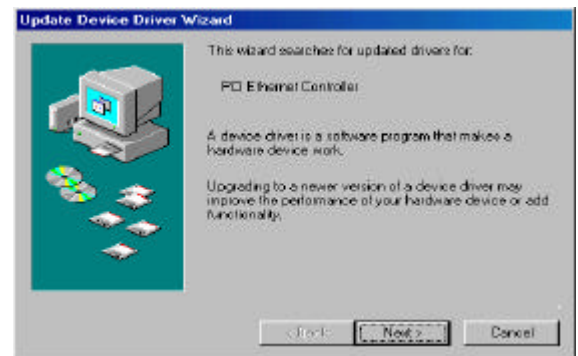 Update Device Driver Wizard
This wizard searches for updated drivers for:
PCI Ethernet Controller
A device driver is a software program that makes a
hardware device work.
Upgrading to a newer version of a device driver may
improve the performance of your hardware device or add
functionality.
< Back
Next >
Cancel